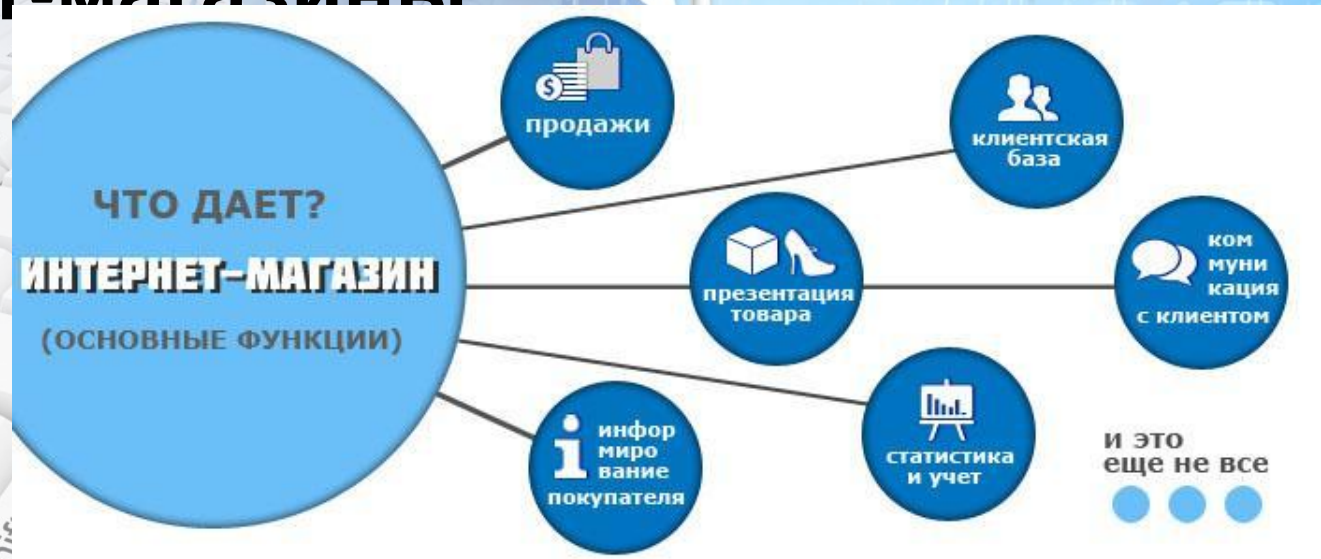 -магазины
продажи
клиентская
база
ЧТО ДАЕТ?
ИНТЕРНЕТ-МАГАЗИН
(ОСНОВНЫЕ ФУНКЦИИ)
презентация
товара
ком
муни
кация
с клиентом
инфор
миро
вание
покупателя
статистика
и учет
и это
еще не все